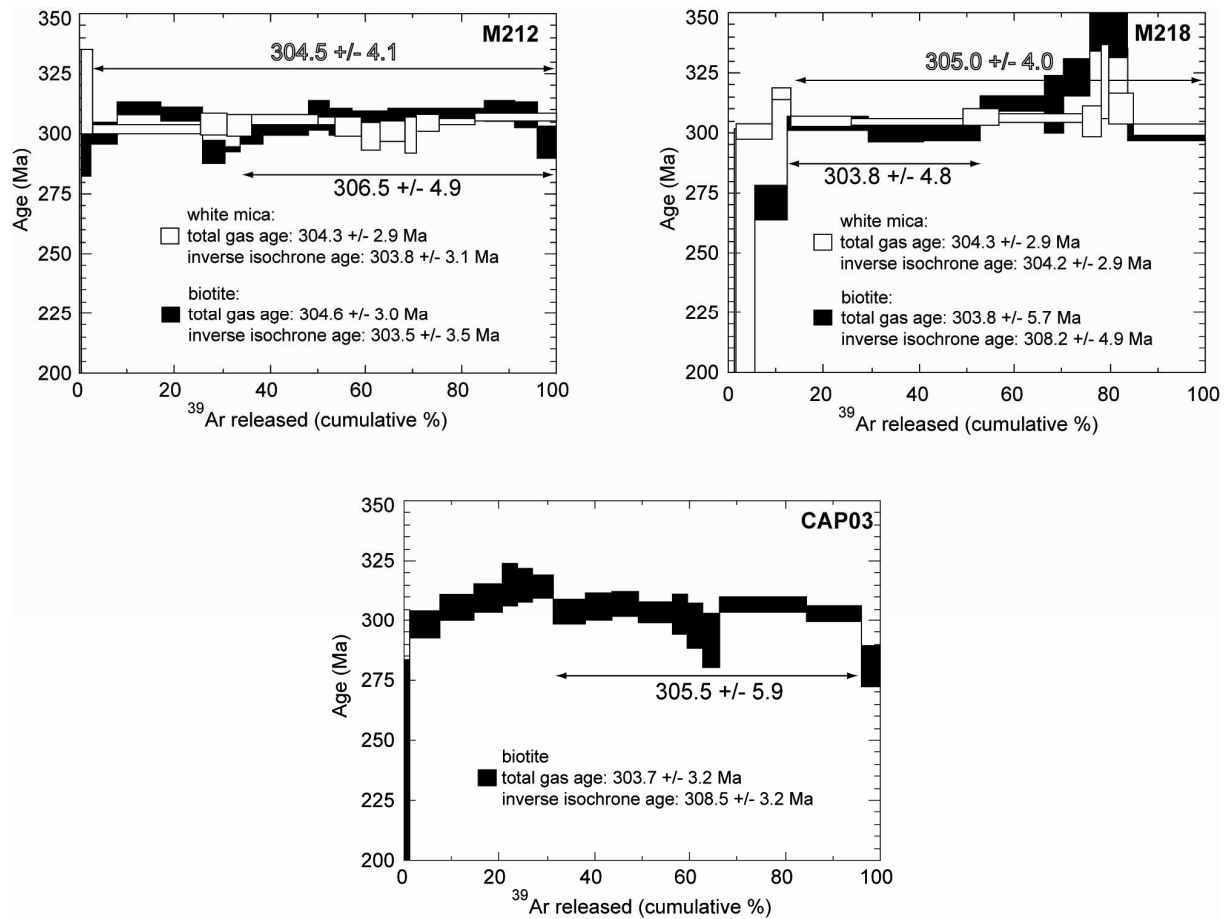 M212
304.5 +/- 4.1
306.5 +/- 4.9
350
325
300
275
250
225
200
Age (Ma)
white mica:
total gas age: 304.3 +/- 2.9 Ma
inverse isochrone age: 303.8 +/- 3.1 Ma
biotite:
total gas age: 304.6 +/- 3.0 Ma
inverse isochrone age: 303.5 +/- 3.5 Ma
0 20 40 60 80 100
39Ar released (cumulative %)
M218
305.0 +/- 4.0
303.8 +/- 4.8
350
325
300
275
250
225
200
Age (Ma)
white mica:
total gas age: 304.3 +/- 2.9 Ma
inverse isochrone age: 304.2 +/- 2.9 Ma
biotite:
total gas age: 303.8 +/- 5.7 Ma
inverse isochrone age: 308.2 +/- 4.9 Ma
0 20 40 60 80 100
39Ar released (cumulative %)
CAP03
350
325
300
275
250
225
200
Age (Ma)
305.5 +/- 5.9
biotite
total gas age: 303.7 +/- 3.2 Ma
inverse isochrone age: 308.5 +/- 3.2 Ma
0 20 40 60 80 100
39Ar released (cumulative %)